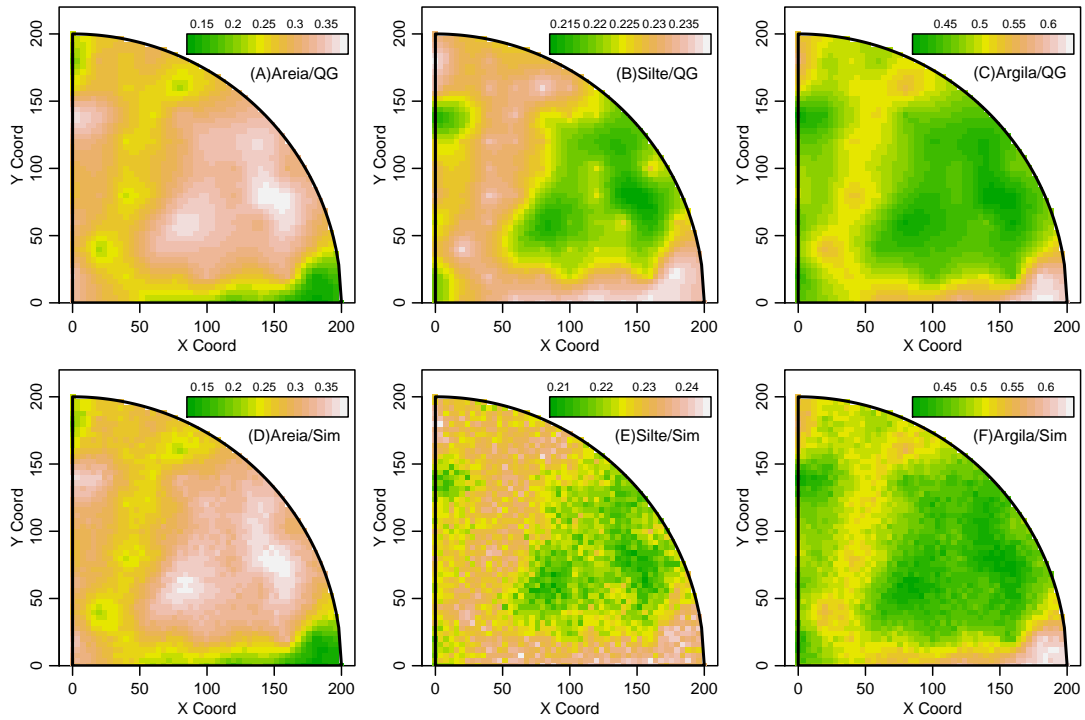 0.15 0.2 0.25 0.3 0.35
(A)Areia/QG
0 50 100 150 200
Y Coord
0 50 100 150 200
X Coord
0.215 0.22 0.225 0.23 0.235
(B)Silte/QG
0 50 100 150 200
Y Coord
0 50 100 150 200
X Coord
0.45 0.5 0.55 0.6
(C)Argila/QG
0 50 100 150 200
Y Coord
0 50 100 150 200
X Coord
0.15 0.2 0.25 0.3 0.35
(D)Areia/Sim
0 50 100 150 200
Y Coord
0 50 100 150 200
X Coord
0.21 0.22 0.23 0.24
(E)Silte/Sim
0 50 100 150 200
Y Coord
0 50 100 150 200
X Coord
0.45 0.5 0.55 0.6
(F)Argila/Sim
0 50 100 150 200
Y Coord
0 50 100 150 200
X Coord